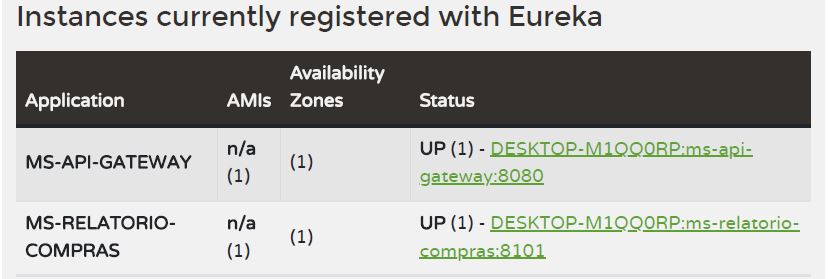 Instances currently registered with Eureka
Application AMIs Availability Zones Status
MS-API-GATEWAY n/a (1) (1) UP (1) - DESKTOP-M1QQ0RP:ms-api-gateway:8080
MS-RELATORIO-COMPRAS n/a (1) (1) UP (1) - DESKTOP-M1QQ0RP:ms-relatorio-compras:8101